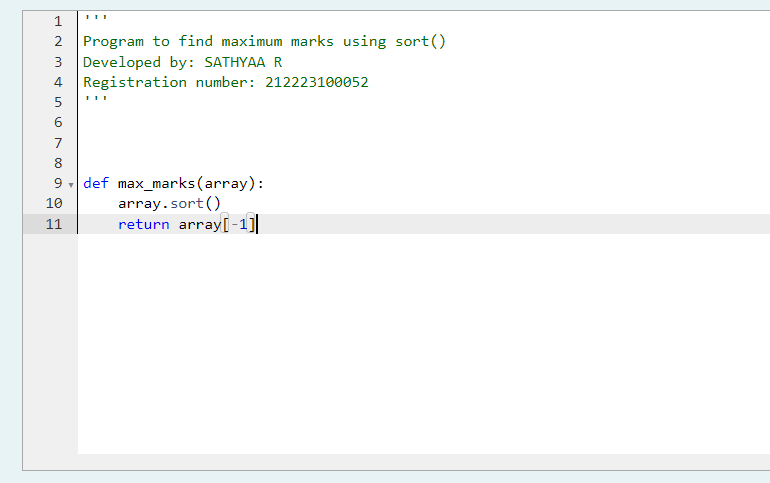 1 '''
2 Program to find maximum marks using sort()
3 Developed by: SATHYAA R
4 Registration number: 212223100052
5 '''
6
7
8
9 def max_marks(array):
10     array.sort()
11     return array[-1]